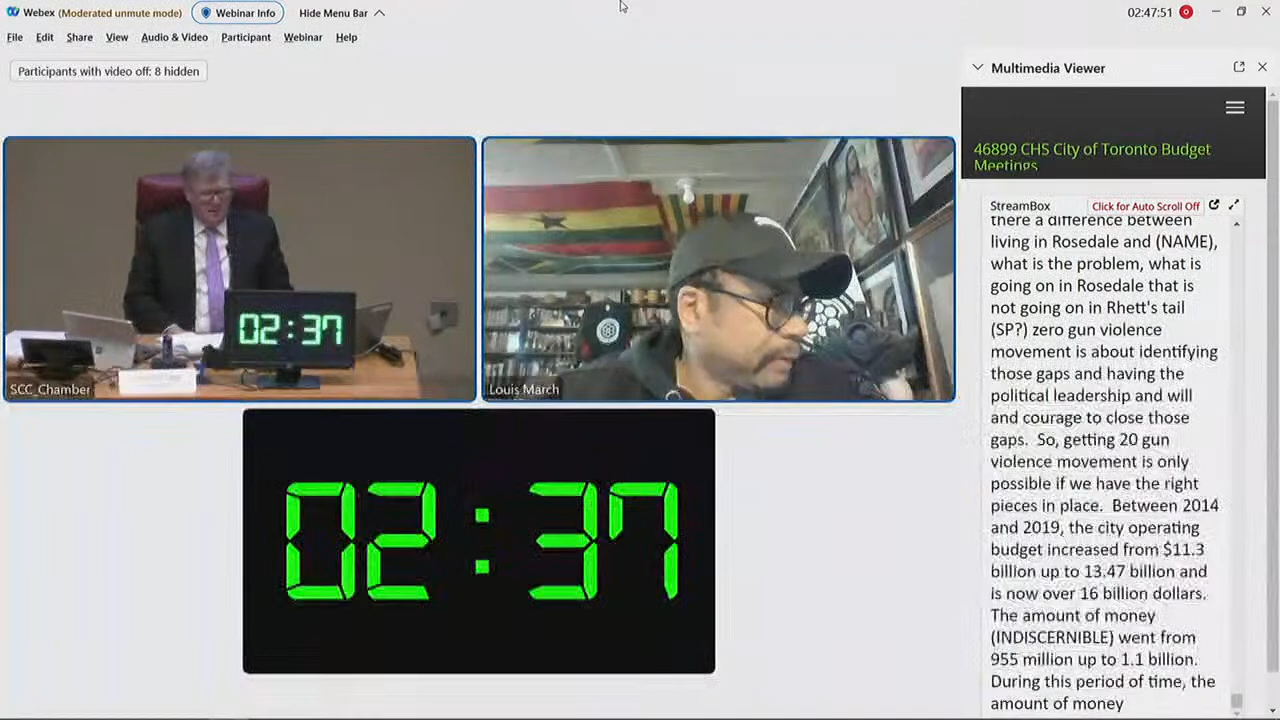 Webex (Moderated unmute mode) Webinar Info Hide Menu Bar 02:47:51
File Edit Share View Audio & Video Participant Webinar Help
Participants with video off: 8 hidden
Multimedia Viewer
46899 CHS City of Toronto Budget
Meetings
StreamBox Click for Auto Scroll Off
there a difference between
living in Rosedale and (NAME),
what is the problem, what is
going on in Rosedale that is
not going on in Rhett's tail
(SP?) zero gun violence
movement is about identifying
those gaps and having the
political leadership and will
and courage to close those
gaps. So, getting 20 gun
violence movement is only
possible if we have the right
pieces in place. Between 2014
and 2019, the city operating
budget increased from $11.3
billion up to 13.47 billion and
is now over 16 billion dollars.
The amount of money
(INDISCERNIBLE) went from
955 million up to 1.1 billion.
During this period of time, the
amount of money
02:37
SCC_Chamber
Louis March
02:37